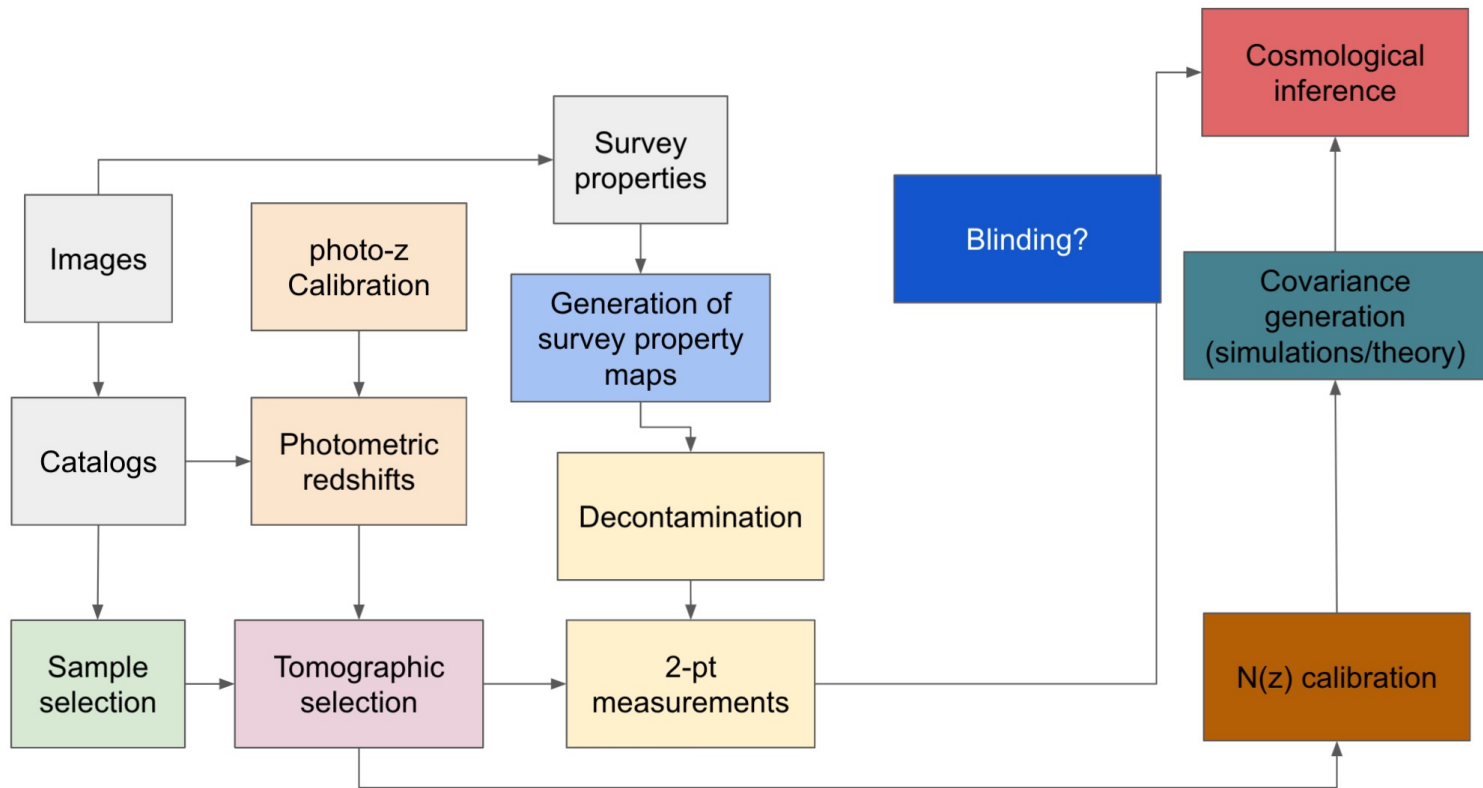 Cosmological
inference
Survey
properties
Images
photo-z
Calibration
Blinding?
Generation of
survey property
maps
Covariance
generation
(simulations/theory)
Catalogs
Photometric
redshifts
Decontamination
Sample
selection
Tomographic
selection
2-pt
measurements
N(z) calibration